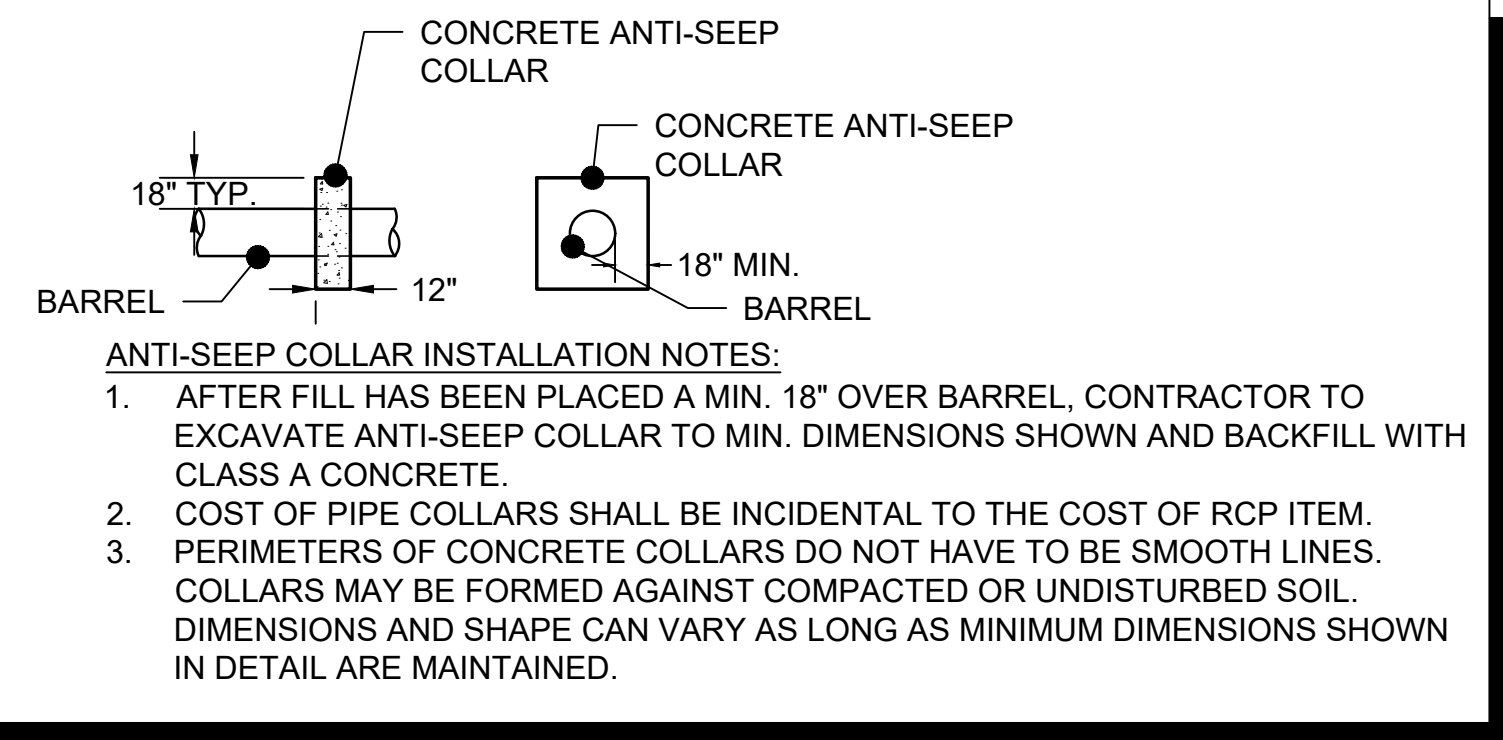 CONCRETE ANTI-SEEP
COLLAR
CONCRETE ANTI-SEEP
COLLAR
18" TYP.
18" MIN.
12"
BARREL
BARREL
ANTI-SEEP COLLAR INSTALLATION NOTES:
1. AFTER FILL HAS BEEN PLACED A MIN. 18" OVER BARREL, CONTRACTOR TO
EXCAVATE ANTI-SEEP COLLAR TO MIN. DIMENSIONS SHOWN AND BACKFILL WITH
CLASS A CONCRETE.
2. COST OF PIPE COLLARS SHALL BE INCIDENTAL TO THE COST OF RCP ITEM.
3. PERIMETERS OF CONCRETE COLLARS DO NOT HAVE TO BE SMOOTH LINES.
COLLARS MAY BE FORMED AGAINST COMPACTED OR UNDISTURBED SOIL.
DIMENSIONS AND SHAPE CAN VARY AS LONG AS MINIMUM DIMENSIONS SHOWN
IN DETAIL ARE MAINTAINED.